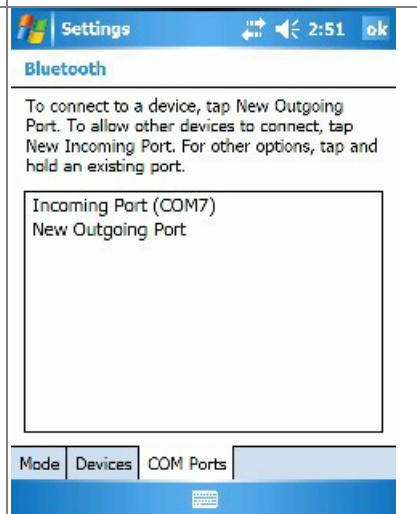 Settings 2:51 ok
Bluetooth
To connect to a device, tap New Outgoing
Port. To allow other devices to connect, tap
New Incoming Port. For other options, tap and
hold an existing port.
Incoming Port (COM7)
New Outgoing Port
Mode Devices COM Ports